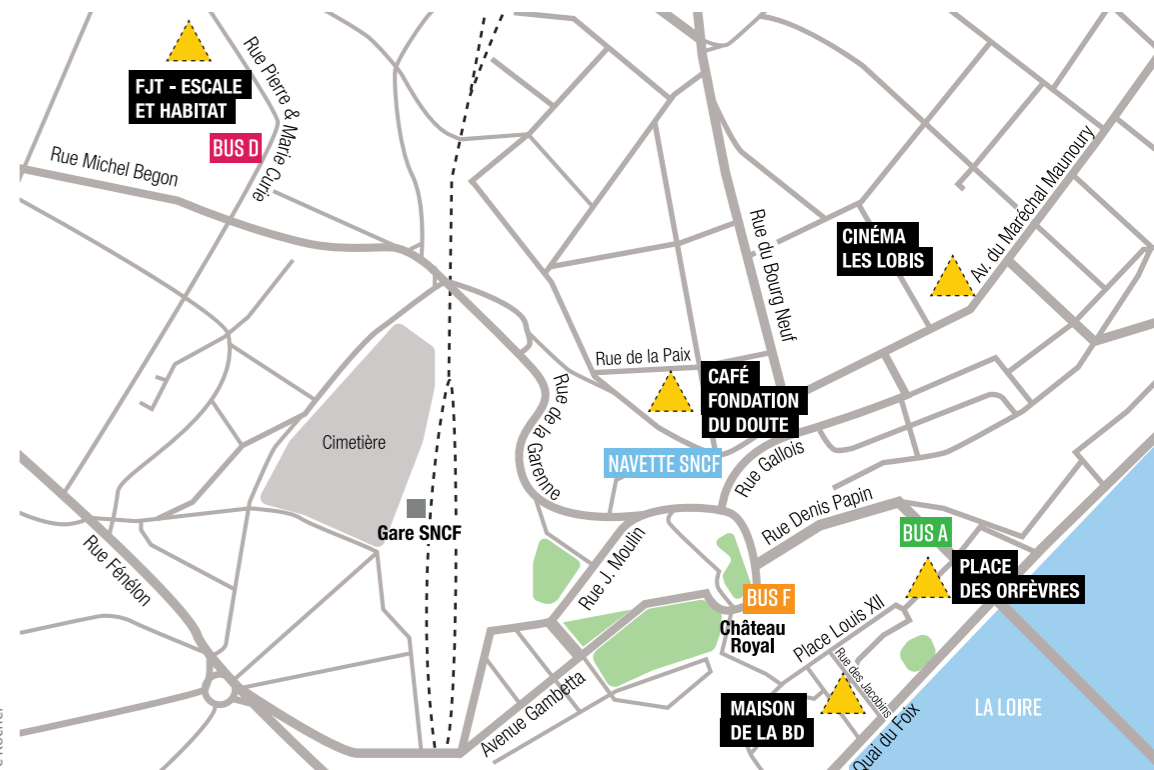 FJT - ESCALE
ET HABITAT
Rue Pierre & Marie Curie
BUS D
Rue Michel Begon
Av. du Maréchal Maunoury
Rue du Bourg Neuf
CINÉMA
LES LOBIS
Rue de la Paix
CAFÉ
FONDATION
DU DOUTE
Rue de la Garenne
Cimetière
NAVETTE SNCF
Rue Gallois
Gare SNCF
Rue Denis Papin
Rue Fénélon
BUS A
Rue J. Moulin
PLACE
DES ORFÈVRES
BUS F
Château
Royal
Place Louis XII
Rue des Jacobins
Avenue Gambetta
MAISON
DE LA BD
Quai du Foix
LA LOIRE